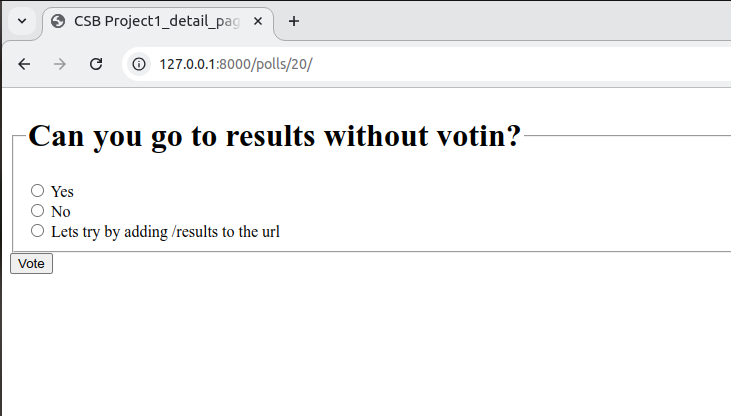 CSB Project1_detail_pag
127.0.0.1:8000/polls/20/
Can you go to results without votin?
Yes
No
Lets try by adding /results to the url
Vote